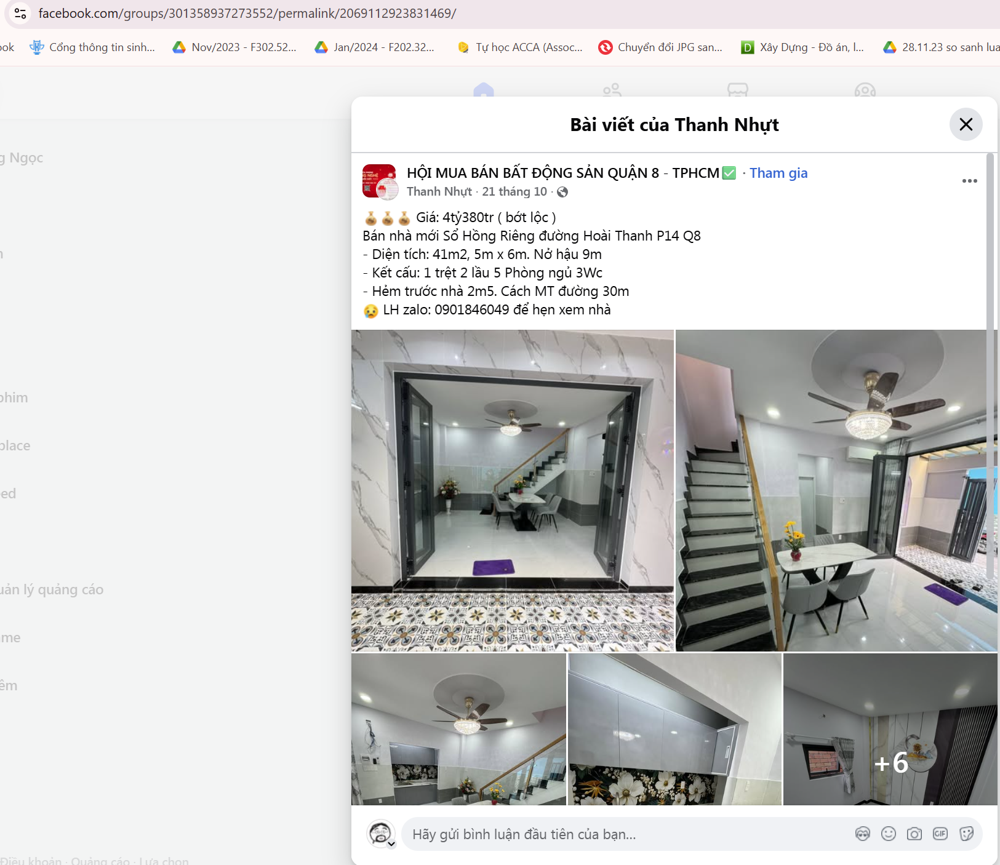 facebook.com/groups/301358937273552/permalink/2069112923831469/
ook Cổng thông tin sinh... Nov/2023 - F302.52... Jan/2024 - F202.32... Tự học ACCA (Assoc... Chuyển đổi JPG san... Xây Dựng - Đồ án, l... 28.11.23 so sanh lua
Bài viết của Thanh Nhựt
g Ngọc
HỘI MUA BÁN BẤT ĐỘNG SẢN QUẬN 8 - TPHCM✅ · Tham gia
Thanh Nhựt · 21 tháng 10 ·
💰💰💰 Giá: 4tỷ380tr ( bớt lộc )
Bán nhà mới Sổ Hồng Riêng đường Hoài Thanh P14 Q8
- Diện tích: 41m2, 5m x 6m. Nở hậu 9m
- Kết cấu: 1 trệt 2 lầu 5 Phòng ngủ 3Wc
- Hẻm trước nhà 2m5. Cách MT đường 30m
😥 LH zalo: 0901846049 để hẹn xem nhà
n
phim
place
eed
uản lý quảng cáo
ame
êm
+6
Hãy gửi bình luận đầu tiên của bạn...
GIF
Điều khoản · Quảng cáo · Lựa chọn